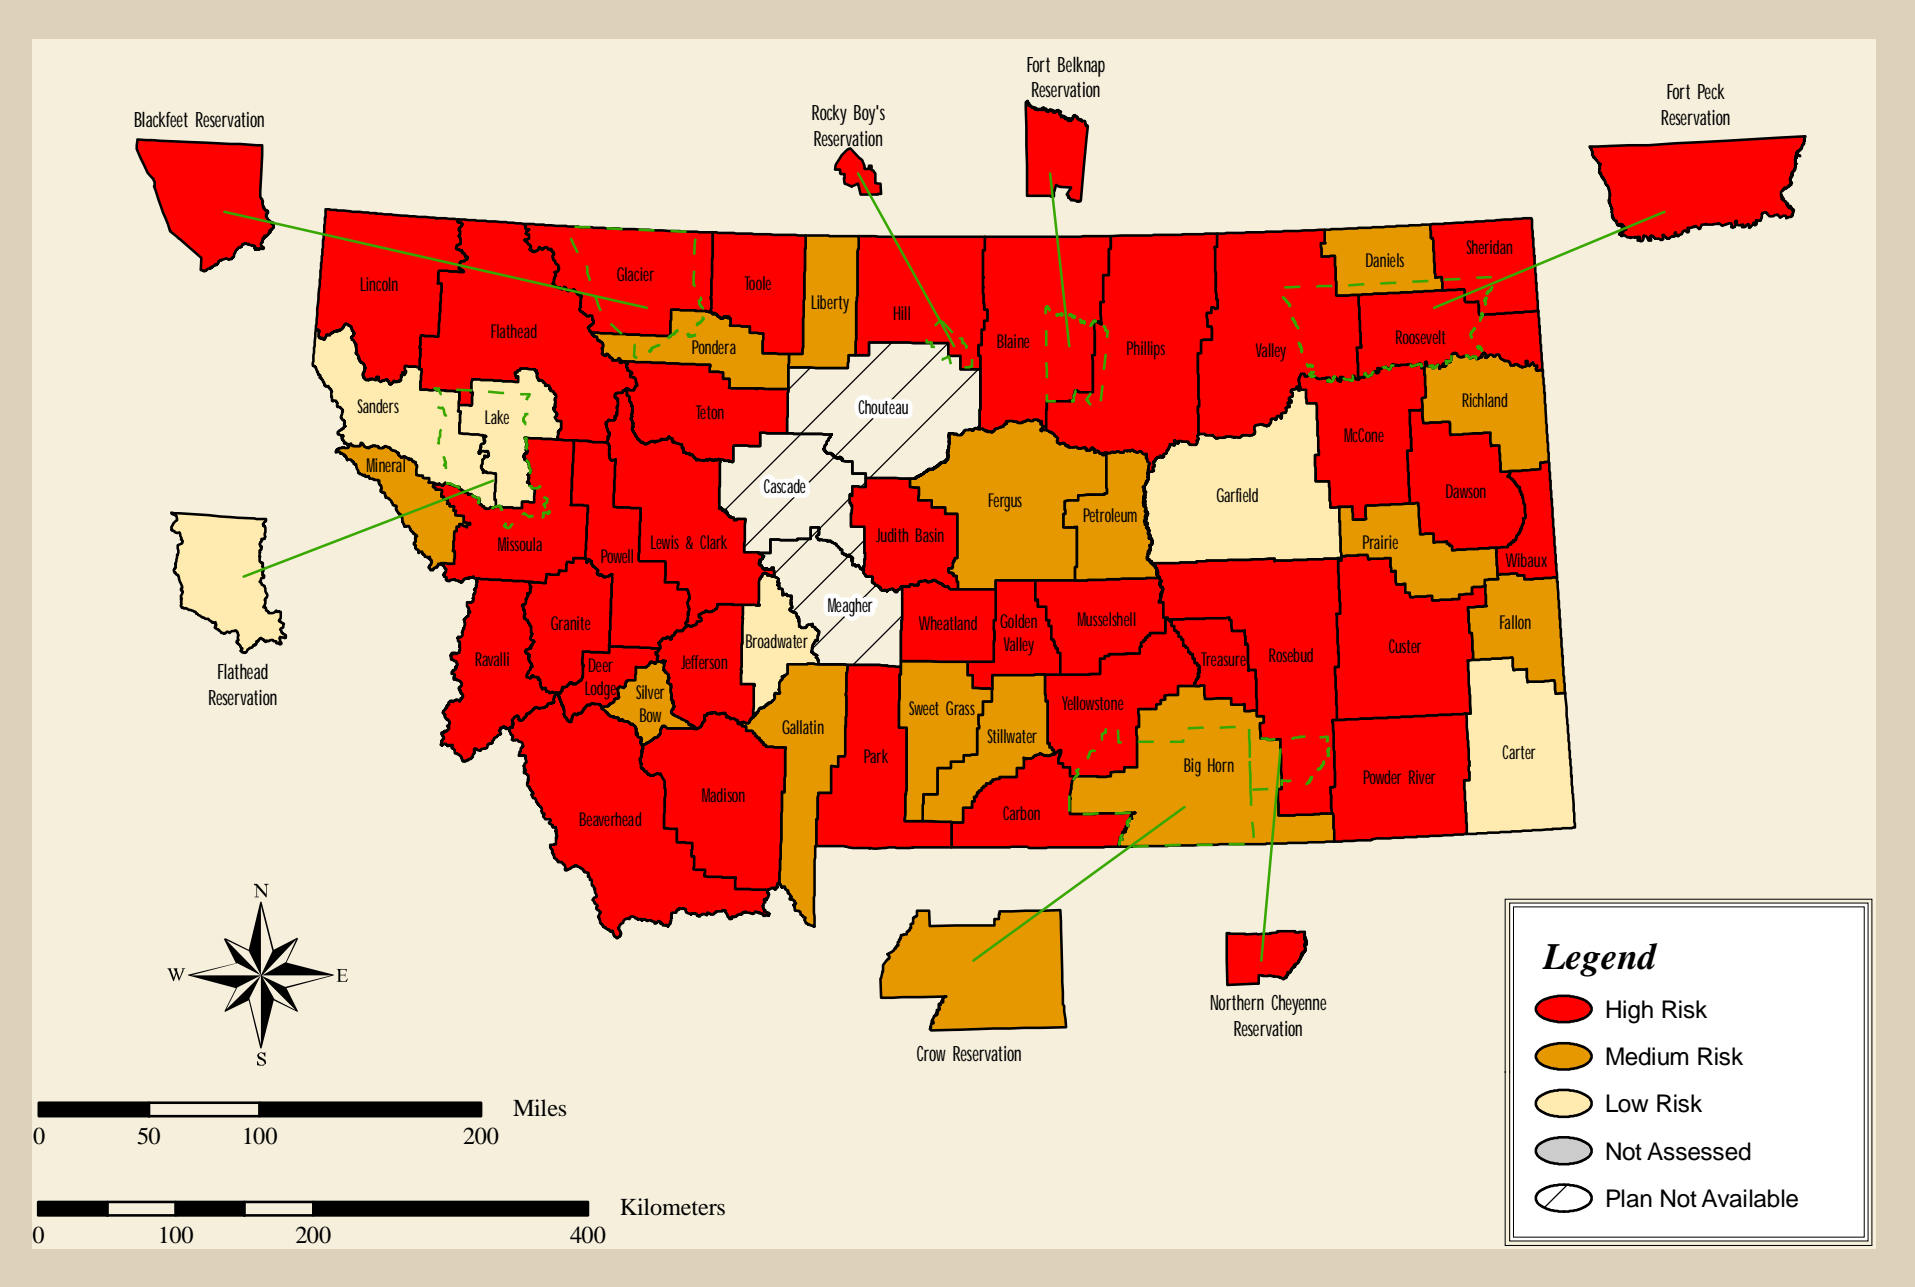 Fort Belknap
Reservation
Fort Peck
Reservation
Rocky Boy's
Reservation
Blackfeet Reservation
Sheridan
Daniels
Glacier
Toole
Lincoln
Liberty
Hill
Flathead
Roosevelt
Blaine
Pondera
Phillips
Valley
Richland
Sanders
Chouteau
Teton
Lake
McCone
Mineral
Cascade
Dawson
Garfield
Fergus
Petroleum
Judith Basin
Lewis & Clark
Prairie
Missoula
Powell
Wibaux
Meagher
Musselshell
Granite
Wheatland
Golden
Valley
Fallon
Broadwater
Custer
Rosebud
Treasure
Ravalli
Jefferson
Deer
Lodge
Silver
Bow
Flathead
Reservation
Yellowstone
Sweet Grass
Gallatin
Stillwater
Carter
Park
Big Horn
Powder River
Madison
Carbon
Beaverhead
N
W
E
S
Legend
High Risk
Medium Risk
Low Risk
Not Assessed
Plan Not Available
Northern Cheyenne
Reservation
Crow Reservation
Miles
0 50 100 200
Kilometers
0 100 200 400